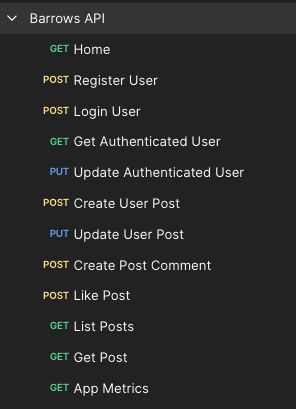 Barrows API
GET Home
POST Register User
POST Login User
GET Get Authenticated User
PUT Update Authenticated User
POST Create User Post
PUT Update User Post
POST Create Post Comment
POST Like Post
GET List Posts
GET Get Post
GET App Metrics